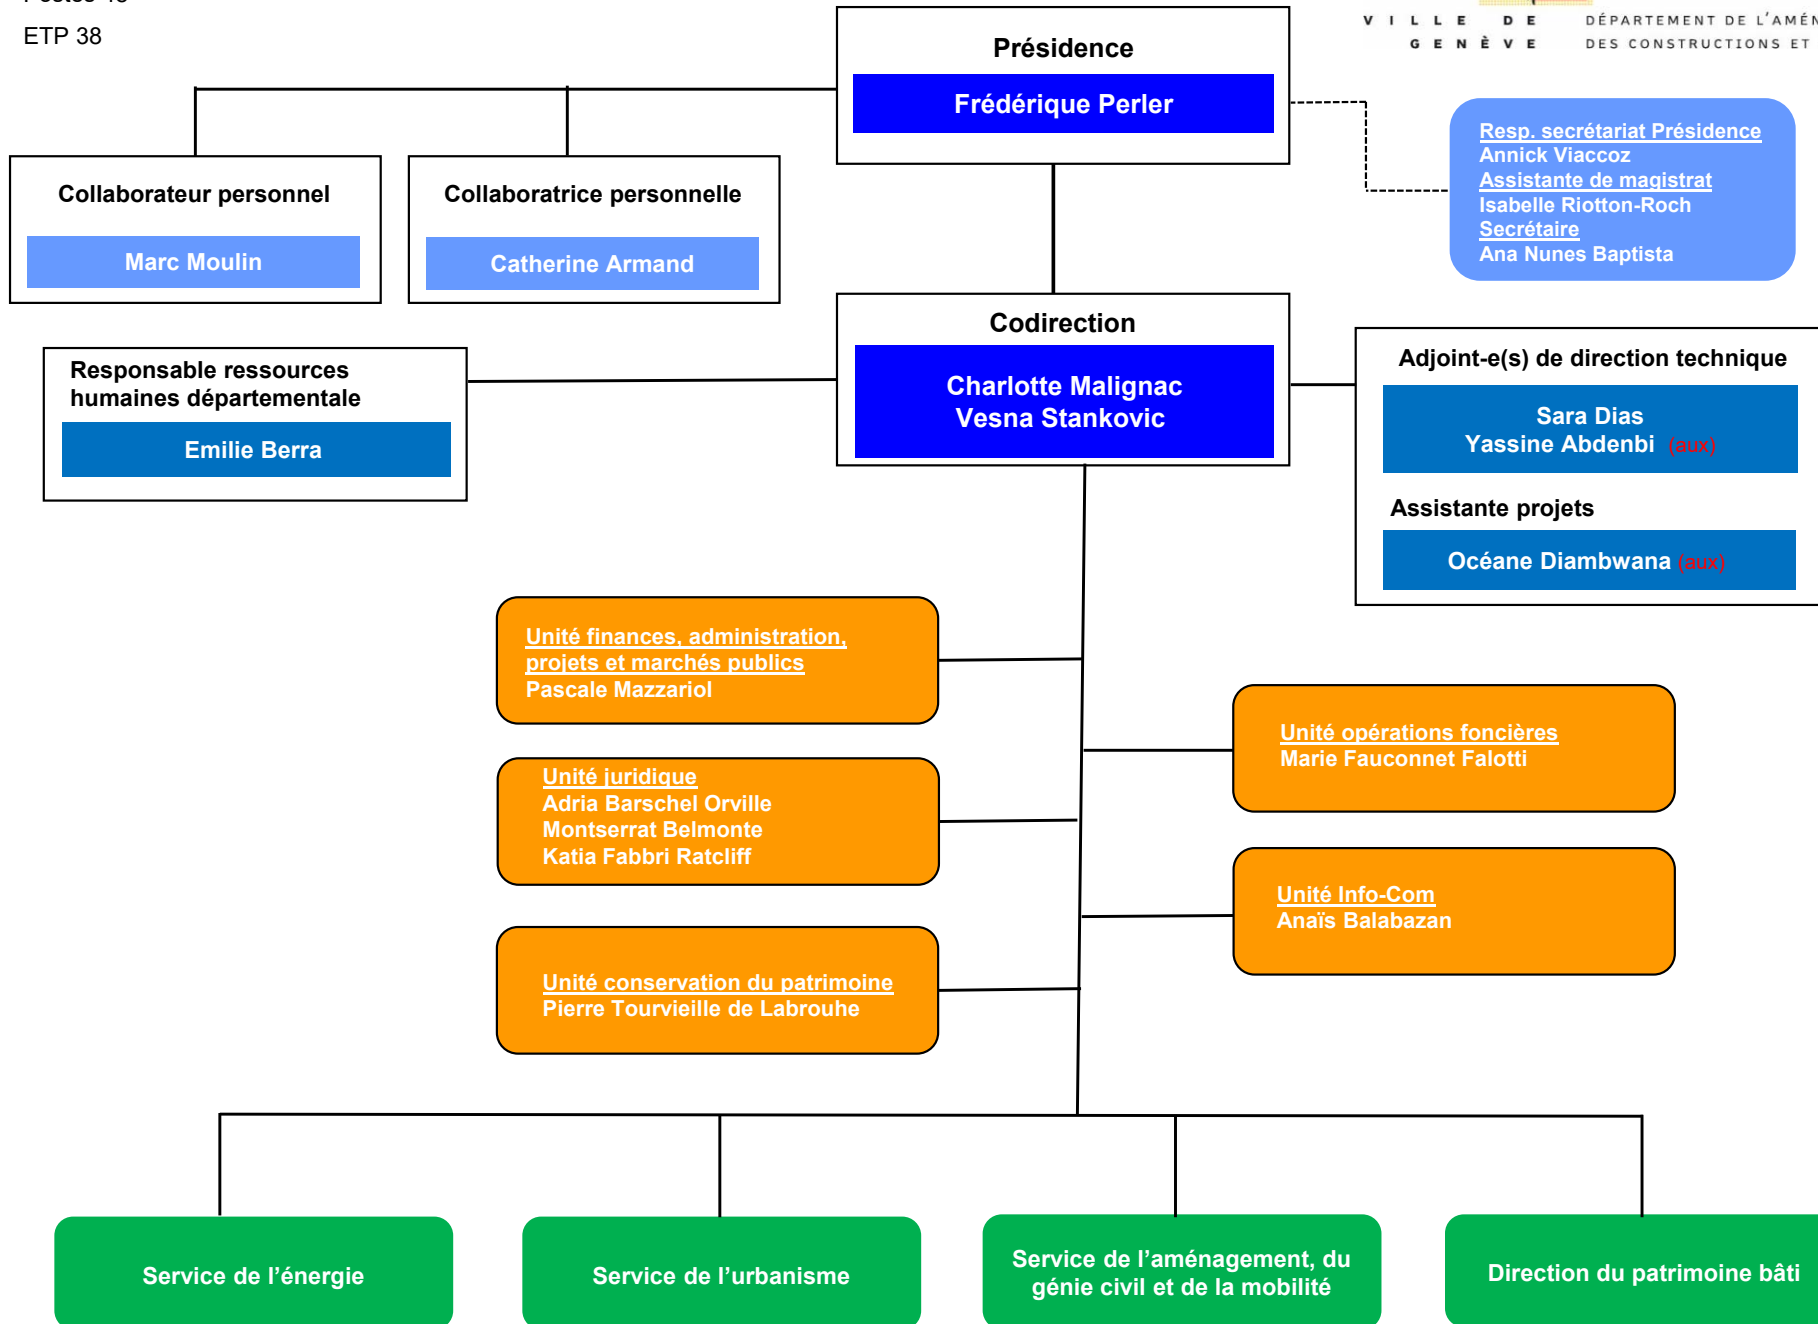 ETP 38
VILLE DE
GENÈVE
DÉPARTEMENT DE
DES CONSTRUCTIONS ET
Présidence
Frédérique Perler
Resp. secrétariat Présidence
Annick Viaccoz
Assistante de magistrat
Isabelle Riotton-Roch
Secrétaire
Ana Nunes Baptista
Collaborateur personnel
Marc Moulin
Collaboratrice personnelle
Catherine Armand
Codirection
Charlotte Malignac
Vesna Stankovic
Responsable ressources
humaines départementale
Emilie Berra
Adjoint-e(s) de direction technique
Sara Dias
Yassine Abdenbi (aux)
Assistante projets
Océane Diambwana (aux)
Unité finances, administration,
projets et marchés publics
Pascale Mazzariol
Unité opérations foncières
Marie Fauconnet Falotti
Unité juridique
Adria Barschel Orville
Montserrat Belmonte
Katia Fabbri Ratcliff
Unité Info-Com
Anaïs Balabazan
Unité conservation du patrimoine
Pierre Tourvieille de Labrouhe
Service de l’énergie
Service de l’urbanisme
Service de l’aménagement, du
génie civil et de la mobilité
Direction du patrimoine bâti